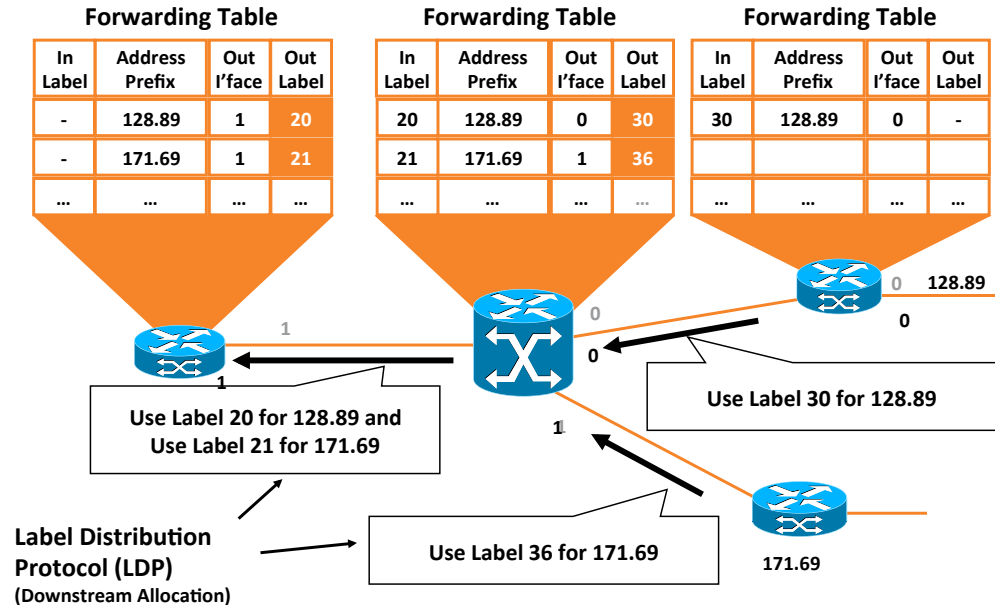 Forwarding Table
In Label Address Prefix Out I'face Out Label
- 128.89 1 20
- 171.69 1 21
... ... ... ...
Forwarding Table
In Label Address Prefix Out I'face Out Label
20 128.89 0 30
21 171.69 1 36
... ... ... ...
Forwarding Table
In Label Address Prefix Out I'face Out Label
30 128.89 0 -
... ... ... ...
0 128.89
0
1
0
0
1
1 1
Use Label 20 for 128.89 and
Use Label 21 for 171.69
Use Label 30 for 128.89
Use Label 36 for 171.69
171.69
Label Distribution
Protocol (LDP)
(Downstream Allocation)